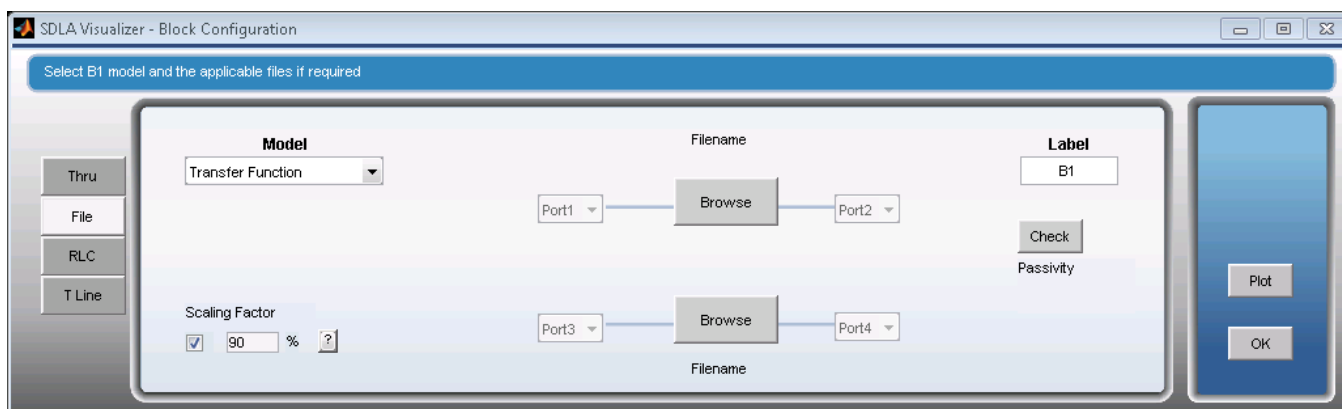 SDLA Visualizer - Block Configuration
Select B1 model and the applicable files if required
Thru
File
RLC
T Line
Model
Transfer Function
Scaling Factor
90 % ?
Filename
Port1 Browse Port2
Port3 Browse Port4
Filename
Label
B1
Check
Passivity
Plot
OK